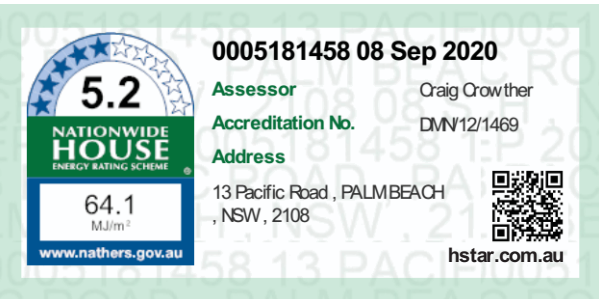 5.2
NATIONWIDE
HOUSE
ENERGY RATING SCHEME
64.1
MJ/m²
www.nathers.gov.au
0005181458 08 Sep 2020
Assessor Craig Crowther
Accreditation No. DMN/12/1469
Address
13 Pacific Road , PALM BEACH
, NSW , 2108
hstar.com.au